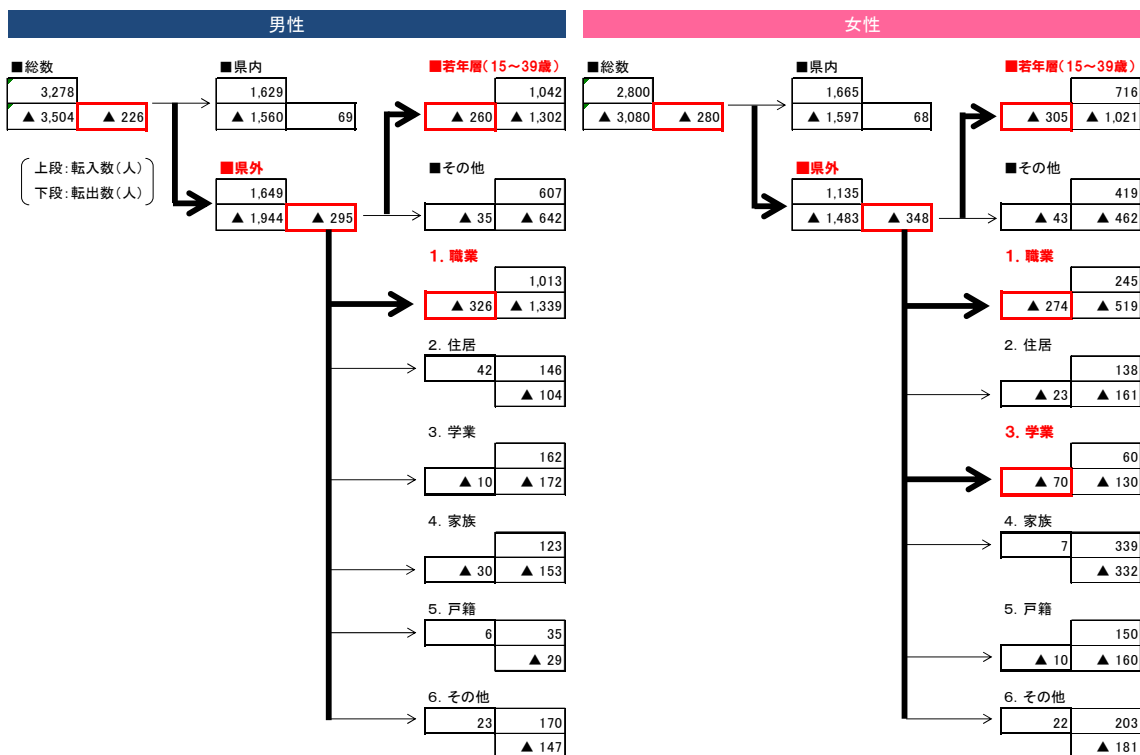 男性
■総数
3,278
▲ 3,504 ▲ 226
上段：転入数（人）
下段：転出数（人）
■県内
1,629
▲ 1,560 69
■県外
1,649
▲ 1,944 ▲ 295
■若年層（15～39歳）
1,042
▲ 260 ▲ 1,302
■その他
607
▲ 35 ▲ 642
1. 職業
1,013
▲ 326 ▲ 1,339
2. 住居
42 146
▲ 104
3. 学業
162
▲ 10 ▲ 172
4. 家族
123
▲ 30 ▲ 153
5. 戸籍
6 35
▲ 29
6. その他
23 170
▲ 147
女性
■総数
2,800
▲ 3,080 ▲ 280
■県内
1,665
▲ 1,597 68
■県外
1,135
▲ 1,483 ▲ 348
■若年層（15～39歳）
716
▲ 305 ▲ 1,021
■その他
419
▲ 43 ▲ 462
1. 職業
245
▲ 274 ▲ 519
2. 住居
138
▲ 23 ▲ 161
3. 学業
60
▲ 70 ▲ 130
4. 家族
7 339
▲ 332
5. 戸籍
150
▲ 10 ▲ 160
6. その他
22 203
▲ 181